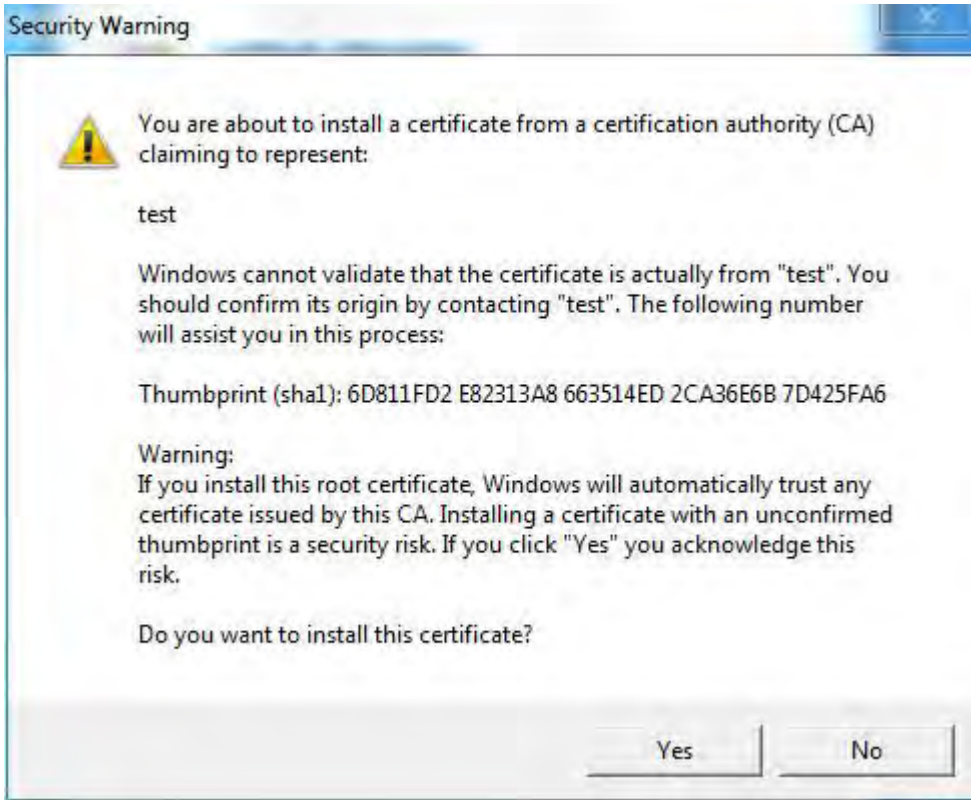 Security Warning
You are about to install a certificate from a certification authority (CA)
claiming to represent:
test
Windows cannot validate that the certificate is actually from "test". You
should confirm its origin by contacting "test". The following number
will assist you in this process:
Thumbprint (sha1): 6D811FD2 E82313A8 663514ED 2CA36E6B 7D425FA6
Warning:
If you install this root certificate, Windows will automatically trust any
certificate issued by this CA. Installing a certificate with an unconfirmed
thumbprint is a security risk. If you click "Yes" you acknowledge this
risk.
Do you want to install this certificate?
Yes
No